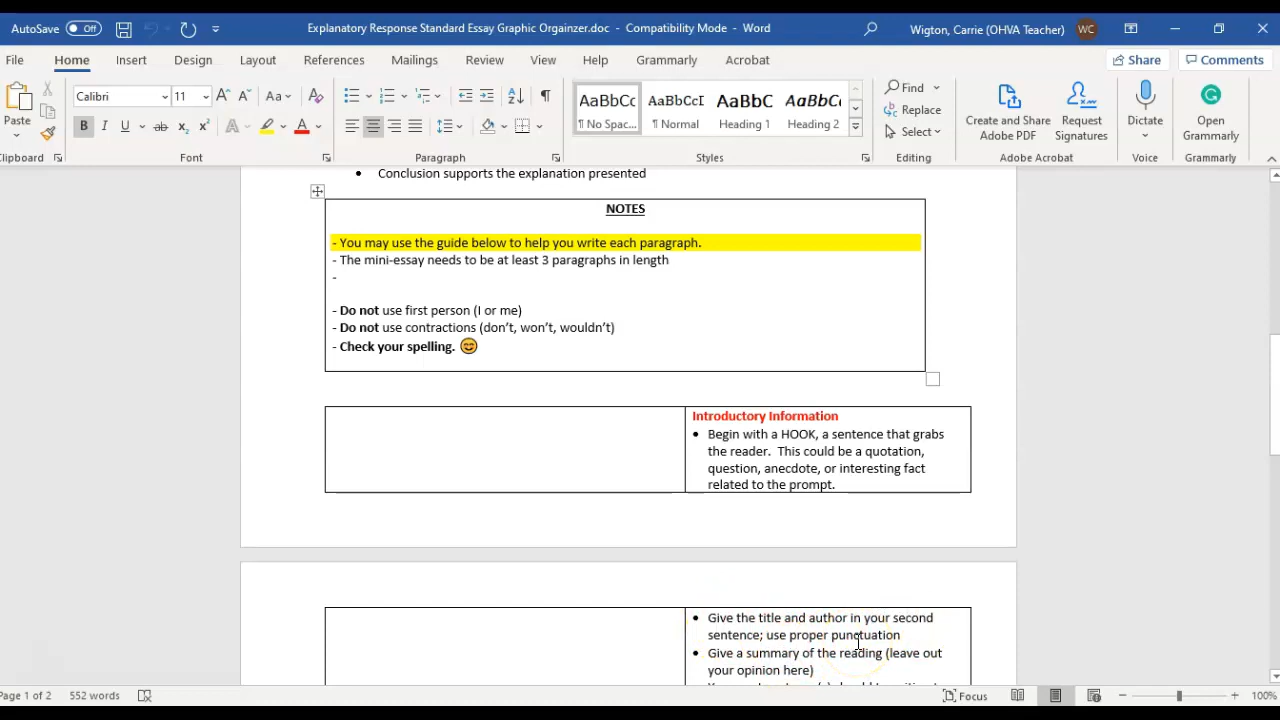 AutoSave Off Explanatory Response Standard Essay Graphic Orgainzer.doc - Compatibility Mode - Word Wigton, Carrie (OHVA Teacher) WC
File Home Insert Design Layout References Mailings Review View Help Grammarly Acrobat Share Comments
Paste
Calibri 11 Aa
B I U ab x2 x2 A A
AaBbCc AaBbCcD AaBbC AaBbCc
¶ No Spac... ¶ Normal Heading 1 Heading 2
Find
Replace
Select
Create and Share Adobe PDF
Request Signatures
Dictate
Open Grammarly
Clipboard Font Paragraph Styles Editing Adobe Acrobat Voice Grammarly
• Conclusion supports the explanation presented
NOTES
- You may use the guide below to help you write each paragraph.
- The mini-essay needs to be at least 3 paragraphs in length
-
- Do not use first person (I or me)
- Do not use contractions (don't, won't, wouldn't)
- Check your spelling. 😊
Introductory Information
• Begin with a HOOK, a sentence that grabs
the reader. This could be a quotation,
question, anecdote, or interesting fact
related to the prompt.
• Give the title and author in your second
sentence; use proper punctuation
• Give a summary of the reading (leave out
your opinion here)
Page 1 of 2 552 words Focus 100%